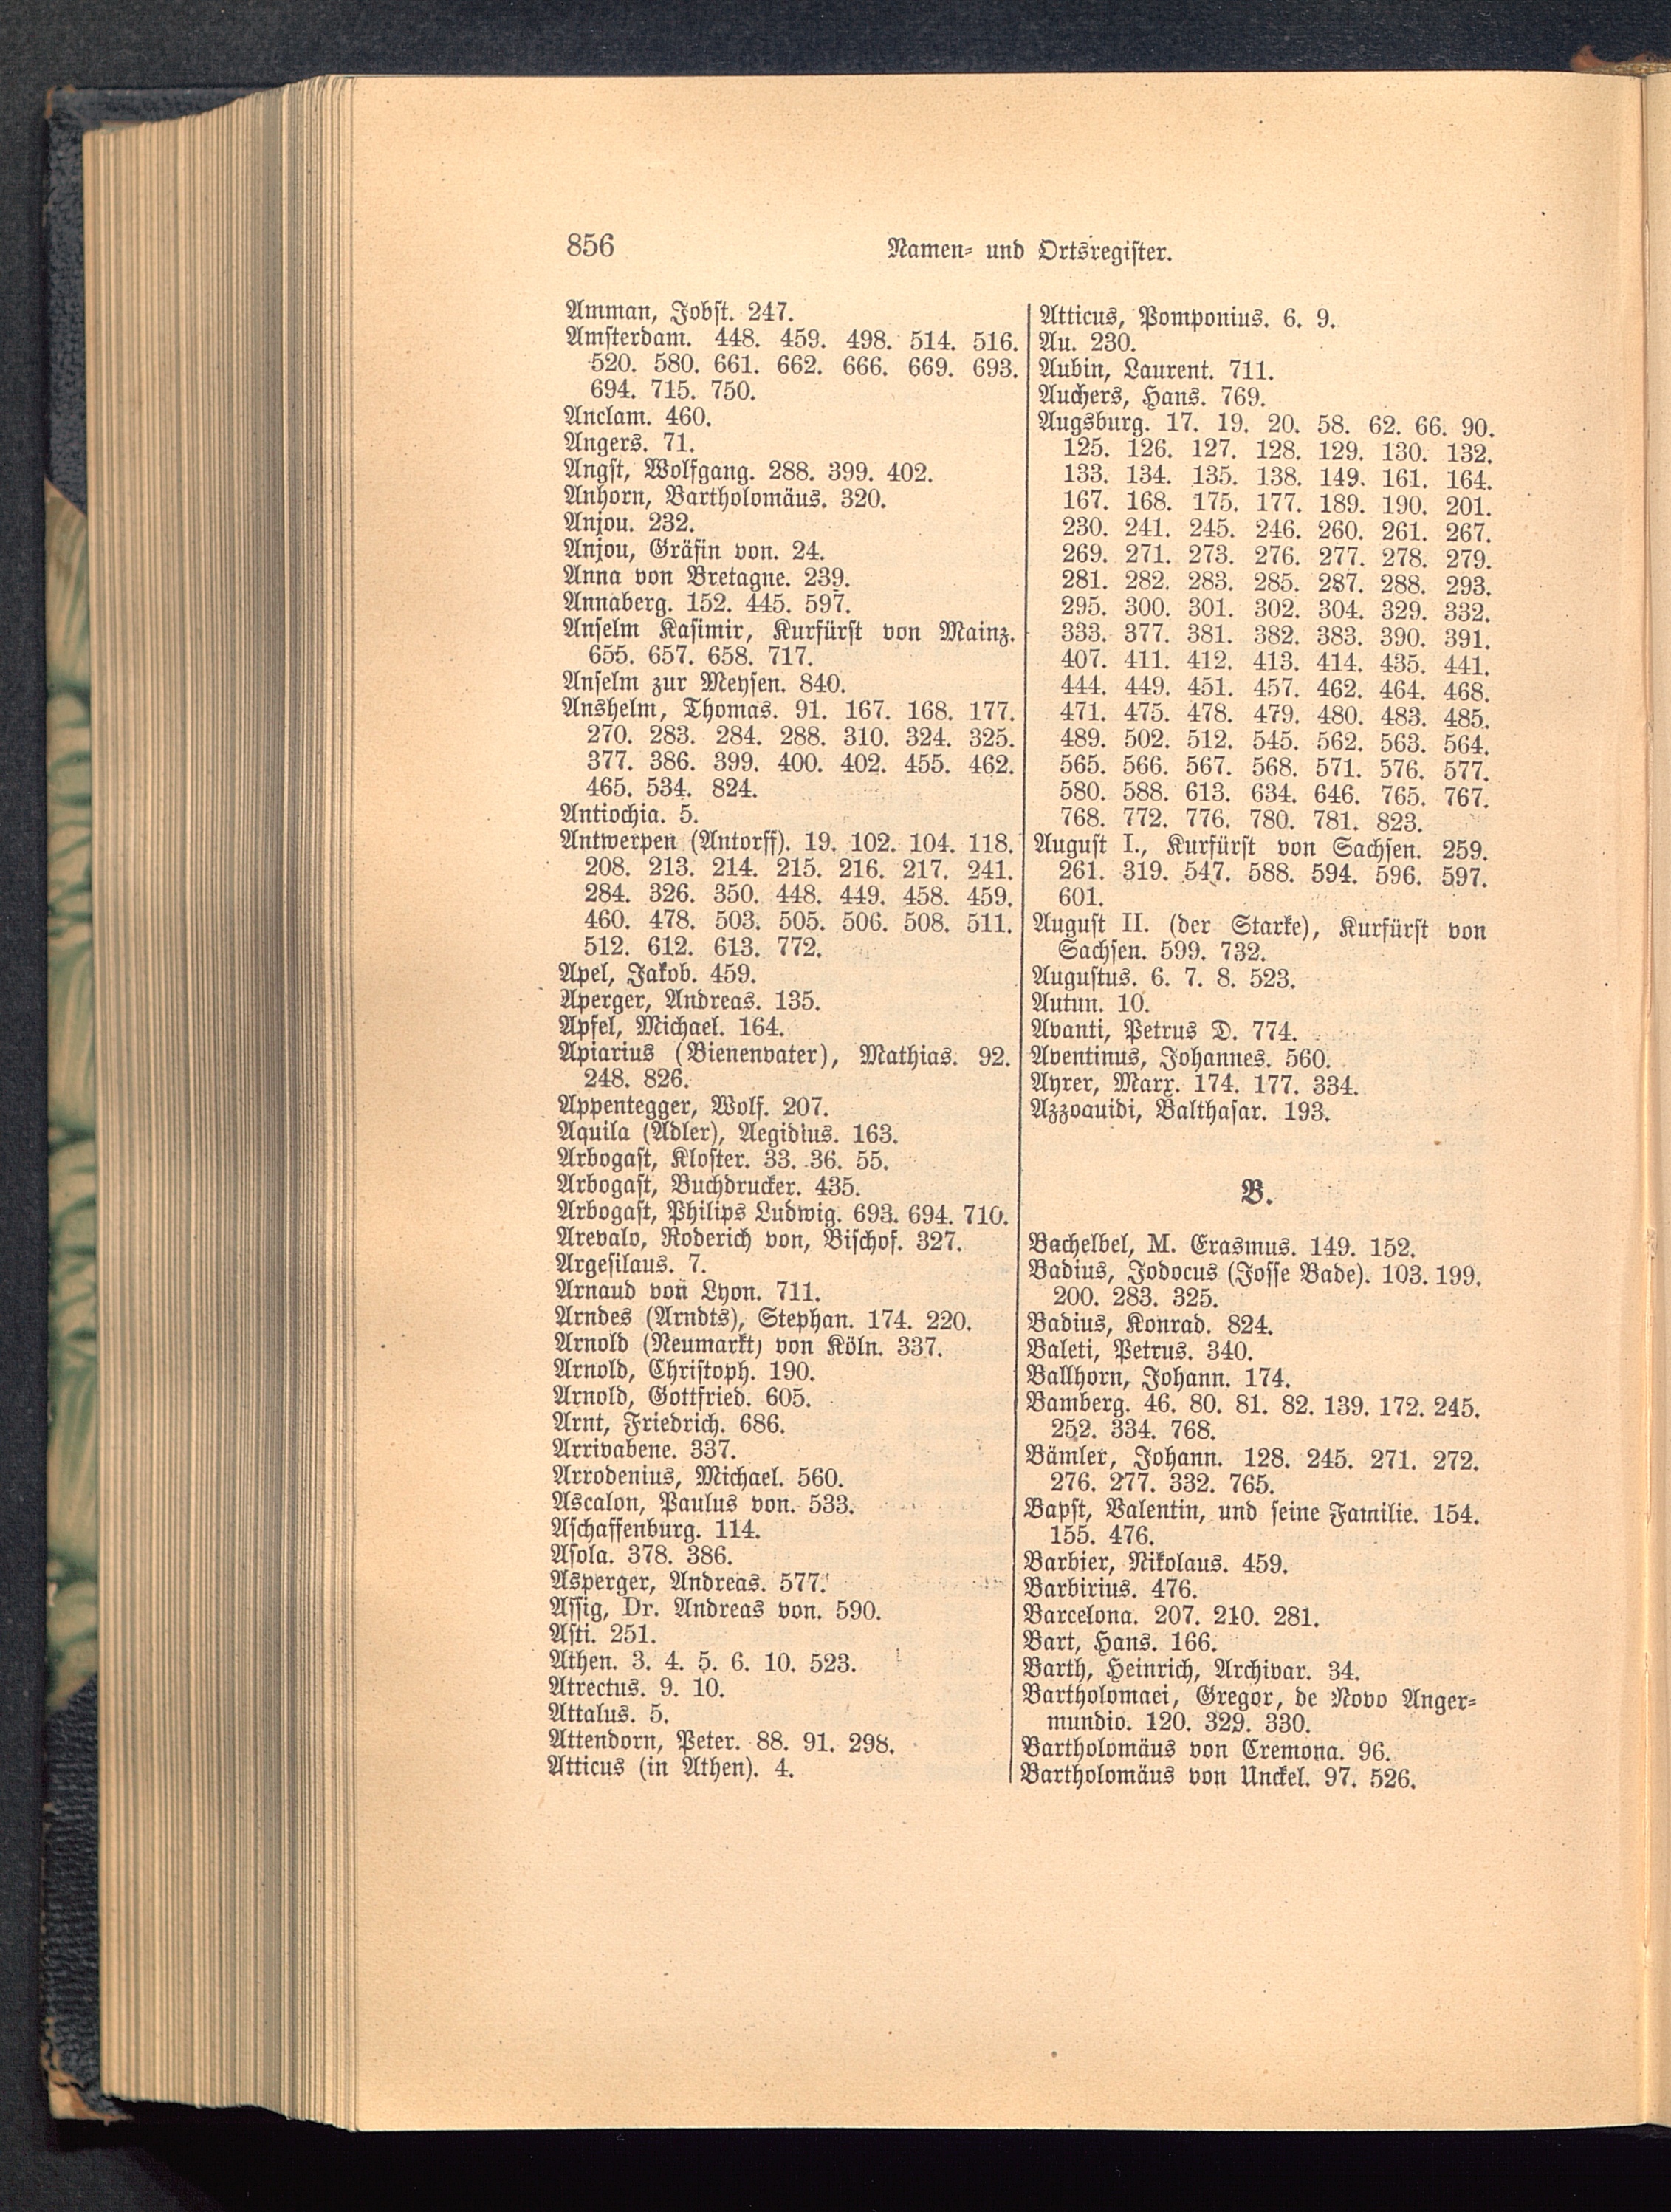 856
Namen- und Ortsregister.
Amman, Jobst. 247.
Amsterdam. 448. 459. 498. 514. 516.
520. 580. 661. 662. 666. 669. 693.
694. 715. 750.
Anclam. 460.
Angers. 71.
Angst, Wolfgang. 288. 399. 402.
Anhorn, Bartholomäus. 320.
Anjou. 232.
Anjou, Gräfin von. 24.
Anna von Bretagne. 239.
Annaberg. 152. 445. 597.
Anselm Kasimir, Kurfürst von Mainz.
655. 657. 658. 717.
Anselm zur Meysen. 840.
Anshelm, Thomas. 91. 167. 168. 177.
270. 283. 284. 288. 310. 324. 325.
377. 386. 399. 400. 402. 455. 462.
465. 534. 824.
Antiochia. 5.
Antwerpen (Antorff). 19. 102. 104. 118.
208. 213. 214. 215. 216. 217. 241.
284. 326. 350. 448. 449. 458. 459.
460. 478. 503. 505. 506. 508. 511.
512. 612. 613. 772.
Apel, Jakob. 459.
Aperger, Andreas. 135.
Apfel, Michael. 164.
Apiarius (Bienenvater), Mathias. 92.
248. 826.
Appentegger, Wolf. 207.
Aquila (Adler), Aegidius. 163.
Arbogast, Kloster. 33. 36. 55.
Arbogast, Buchdrucker. 435.
Arbogast, Philips Ludwig. 693. 694. 710.
Arevalo, Roderich von, Bischof. 327.
Argesilaus. 7.
Arnaud von Lyon. 711.
Arndes (Arndts), Stephan. 174. 220.
Arnold (Neumarkt) von Köln. 337.
Arnold, Christoph. 190.
Arnold, Gottfried. 605.
Arnt, Friedrich. 686.
Arrivabene. 337.
Arrodenius, Michael. 560.
Ascalon, Paulus von. 533.
Aschaffenburg. 114.
Asola. 378. 386.
Asperger, Andreas. 577.
Assig, Dr. Andreas von. 590.
Asti. 251.
Athen. 3. 4. 5. 6. 10. 523.
Atrectus. 9. 10.
Attalus. 5.
Attendorn, Peter. 88. 91. 298.
Atticus (in Athen). 4.
Atticus, Pomponius. 6. 9.
Au. 230.
Aubin, Laurent. 711.
Auchers, Hans. 769.
Augsburg. 17. 19. 20. 58. 62. 66. 90.
125. 126. 127. 128. 129. 130. 132.
133. 134. 135. 138. 149. 161. 164.
167. 168. 175. 177. 189. 190. 201.
230. 241. 245. 246. 260. 261. 267.
269. 271. 273. 276. 277. 278. 279.
281. 282. 283. 285. 287. 288. 293.
295. 300. 301. 302. 304. 329. 332.
333. 377. 381. 382. 383. 390. 391.
407. 411. 412. 413. 414. 435. 441.
444. 449. 451. 457. 462. 464. 468.
471. 475. 478. 479. 480. 483. 485.
489. 502. 512. 545. 562. 563. 564.
565. 566. 567. 568. 571. 576. 577.
580. 588. 613. 634. 646. 765. 767.
768. 772. 776. 780. 781. 823.
August I., Kurfürst von Sachsen. 259.
261. 319. 547. 588. 594. 596. 597.
601.
August II. (der Starke), Kurfürst von
Sachsen. 599. 732.
Augustus. 6. 7. 8. 523.
Autun. 10.
Avanti, Petrus D. 774.
Aventinus, Johannes. 560.
Ayrer, Marx. 174. 177. 334.
Azzoquidi, Balthasar. 193.
B.
Bachelbel, M. Erasmus. 149. 152.
Badius, Jodocus (Josse Bade). 103. 199.
200. 283. 325.
Badius, Konrad. 824.
Baleti, Petrus. 340.
Ballhorn, Johann. 174.
Bamberg. 46. 80. 81. 82. 139. 172. 245.
252. 334. 768.
Bämler, Johann. 128. 245. 271. 272.
276. 277. 332. 765.
Bapst, Valentin, und seine Familie. 154.
155. 476.
Barbier, Nikolaus. 459.
Barbirius. 476.
Barcelona. 207. 210. 281.
Bart, Hans. 166.
Barth, Heinrich, Archivar. 34.
Bartholomaei, Gregor, de Novo Anger-
mundio. 120. 329. 330.
Bartholomäus von Cremona. 96.
Bartholomäus von Unckel. 97. 526.